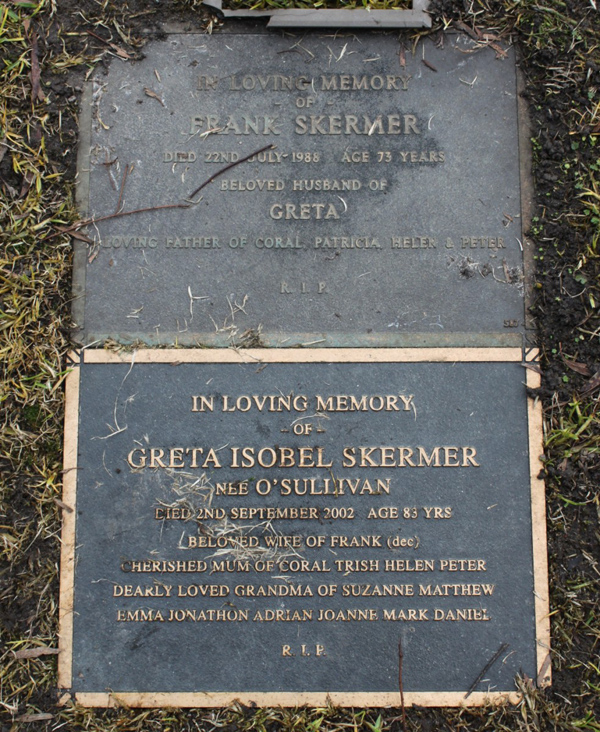 IN LOVING MEMORY
- OF -
FRANK SKERMER
DIED 22ND JULY 1988 AGE 73 YEARS
BELOVED HUSBAND OF
GRETA
LOVING FATHER OF CORAL, PATRICIA, HELEN & PETER
R. I. P.
IN LOVING MEMORY
- OF -
GRETA ISOBEL SKERMER
NEE O'SULLIVAN
DIED 2ND SEPTEMBER 2002 AGE 83 YRS
BELOVED WIFE OF FRANK (dec)
CHERISHED MUM OF CORAL TRISH HELEN PETER
DEARLY LOVED GRANDMA OF SUZANNE MATTHEW
EMMA JONATHON ADRIAN JOANNE MARK DANIEL
R. I. P.